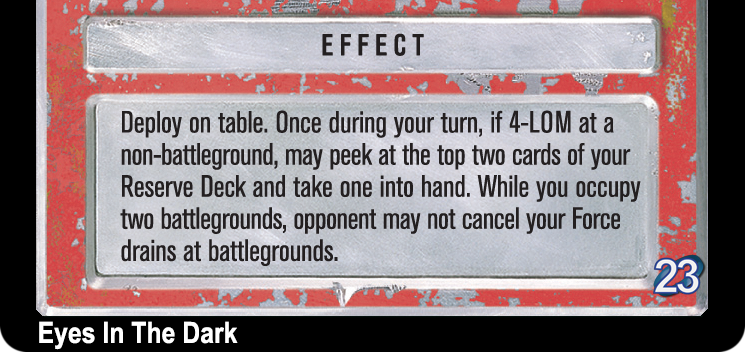 EFFECT
Deploy on table. Once during your turn, if 4-LOM at a
non-battleground, may peek at the top two cards of your
Reserve Deck and take one into hand. While you occupy
two battlegrounds, opponent may not cancel your Force
drains at battlegrounds.
23
Eyes In The Dark